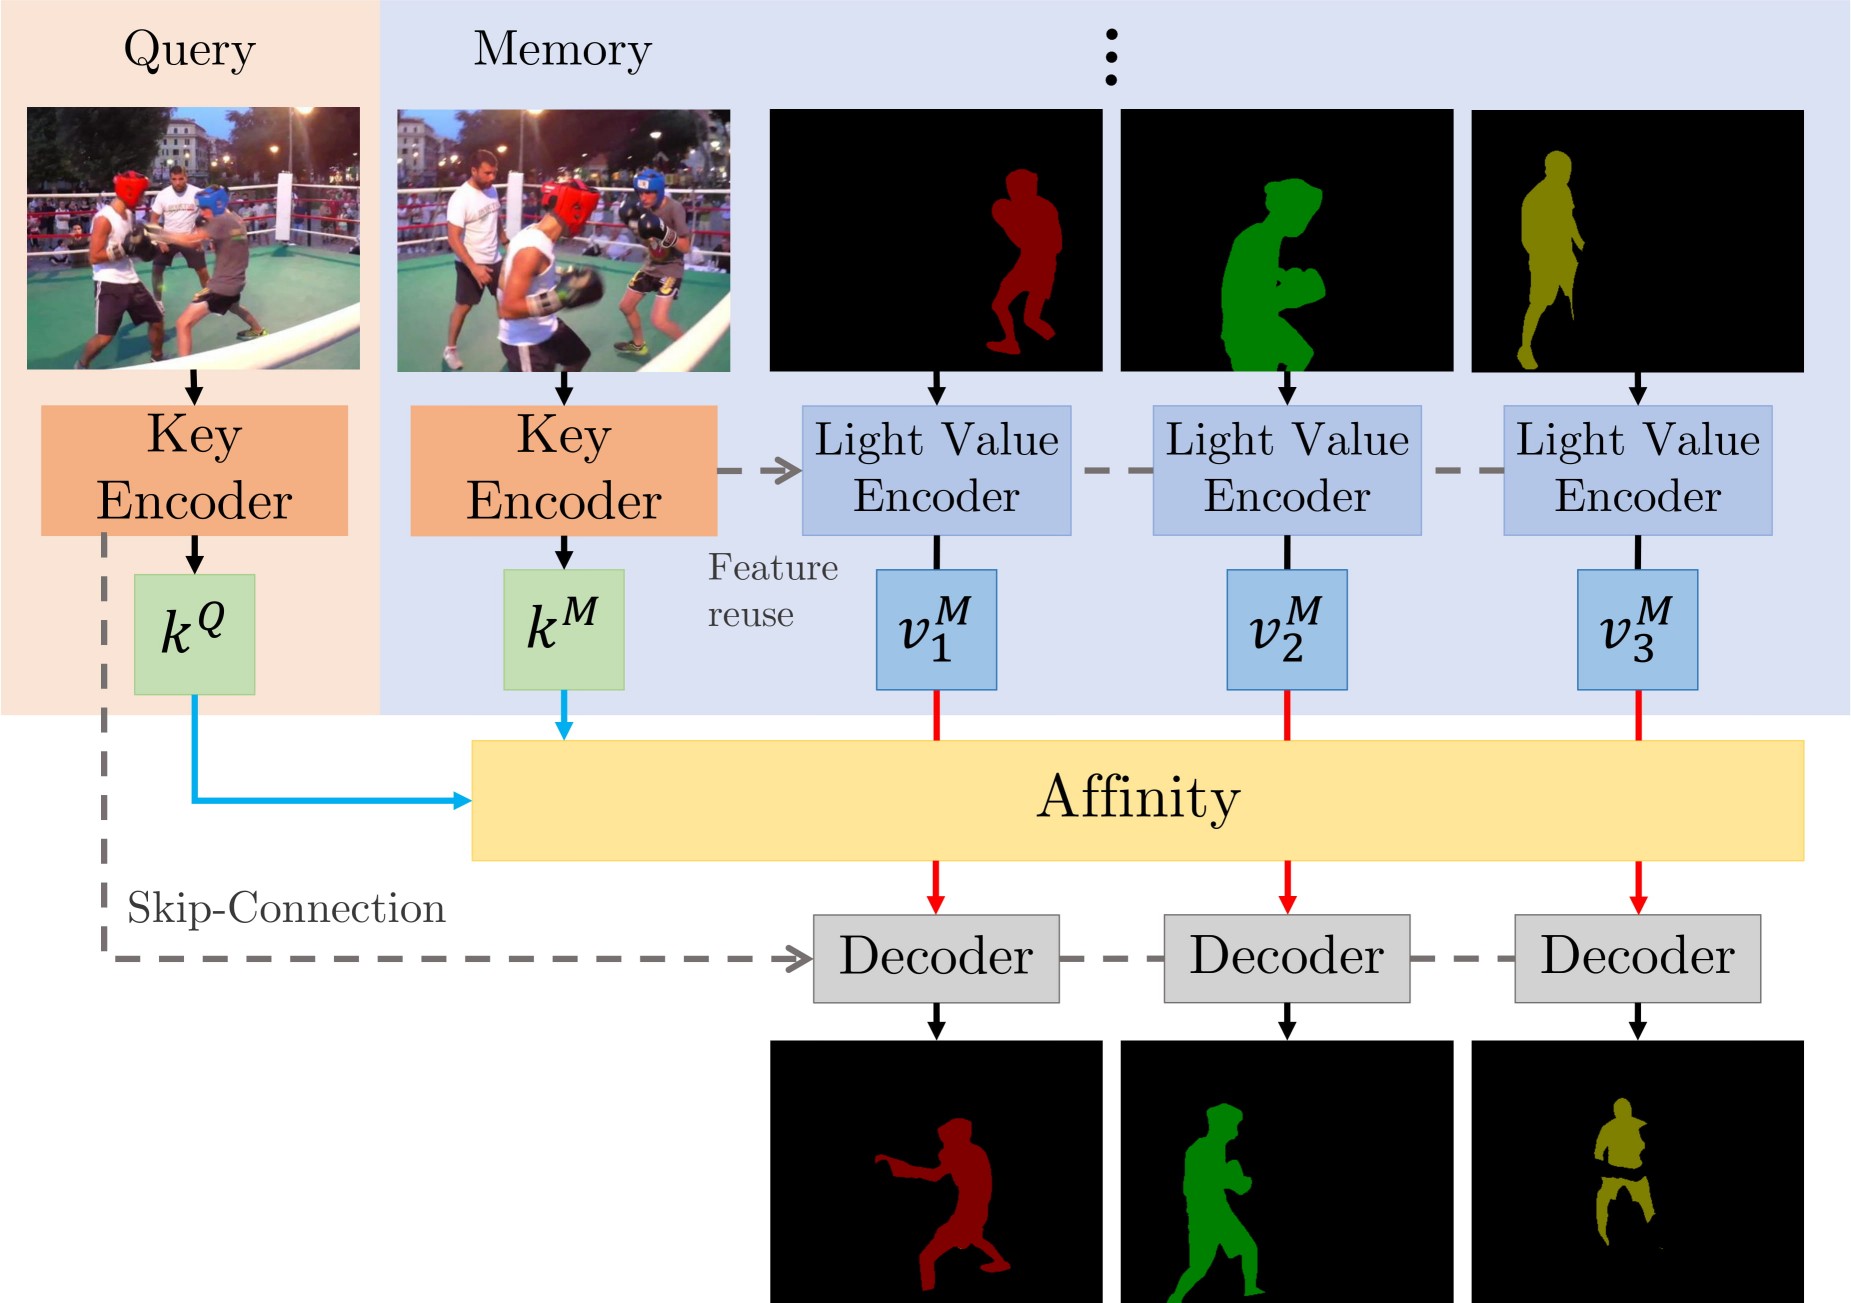 Query
Memory
Key
Encoder
Key
Encoder
Light Value
Encoder
Light Value
Encoder
Light Value
Encoder
Feature
reuse
k^Q
k^M
v_1^M
v_2^M
v_3^M
Affinity
Skip-Connection
Decoder
Decoder
Decoder